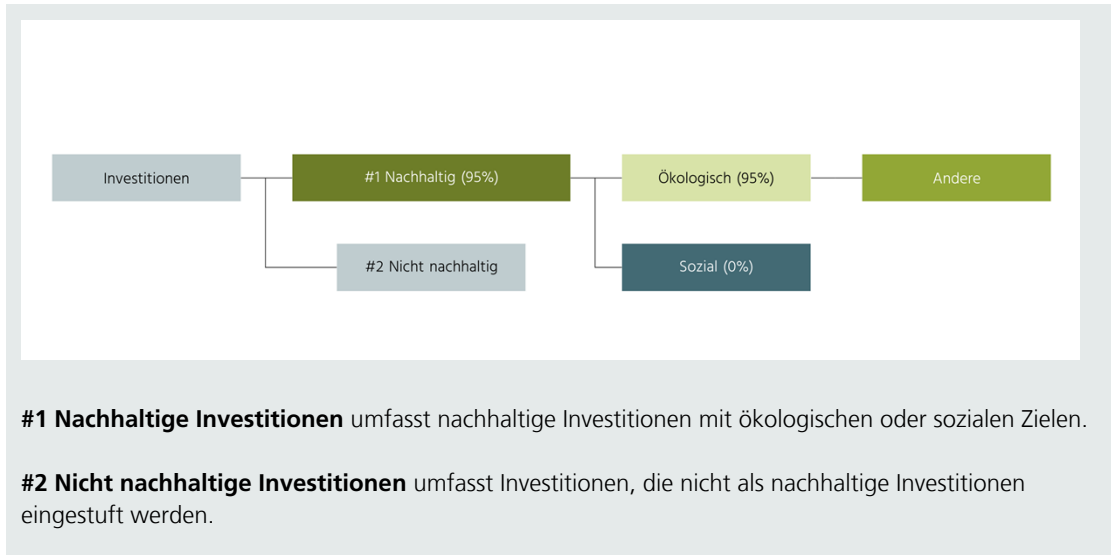 Investitionen
#1 Nachhaltig (95%)
Ökologisch (95%)
Andere
#2 Nicht nachhaltig
Sozial (0%)
#1 Nachhaltige Investitionen umfasst nachhaltige Investitionen mit ökologischen oder sozialen Zielen.
#2 Nicht nachhaltige Investitionen umfasst Investitionen, die nicht als nachhaltige Investitionen
eingestuft werden.